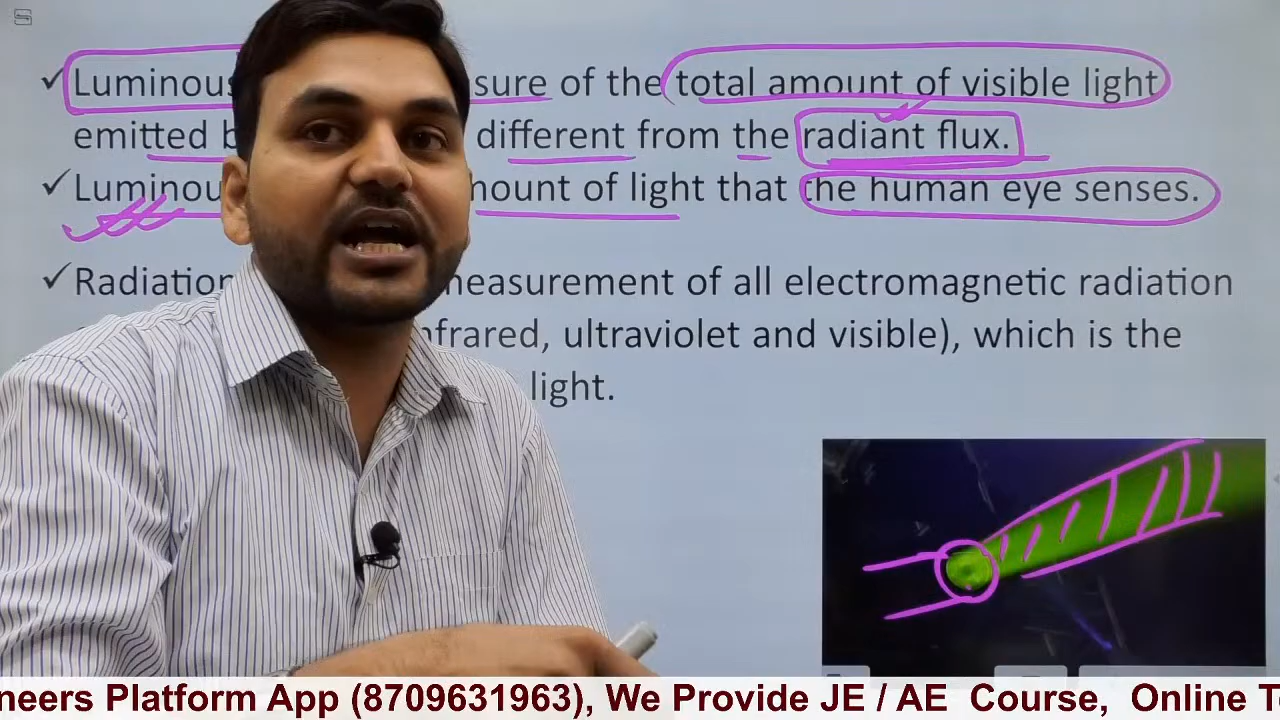 ✓Luminous sure of the total amount of visible light
emitted b different from the radiant flux.
✓Luminou nount of light that the human eye senses.
✓Radiation neasurement of all electromagnetic radiation
nfrared, ultraviolet and visible), which is the
light.
neers Platform App (8709631963), We Provide JE / AE Course, Online T